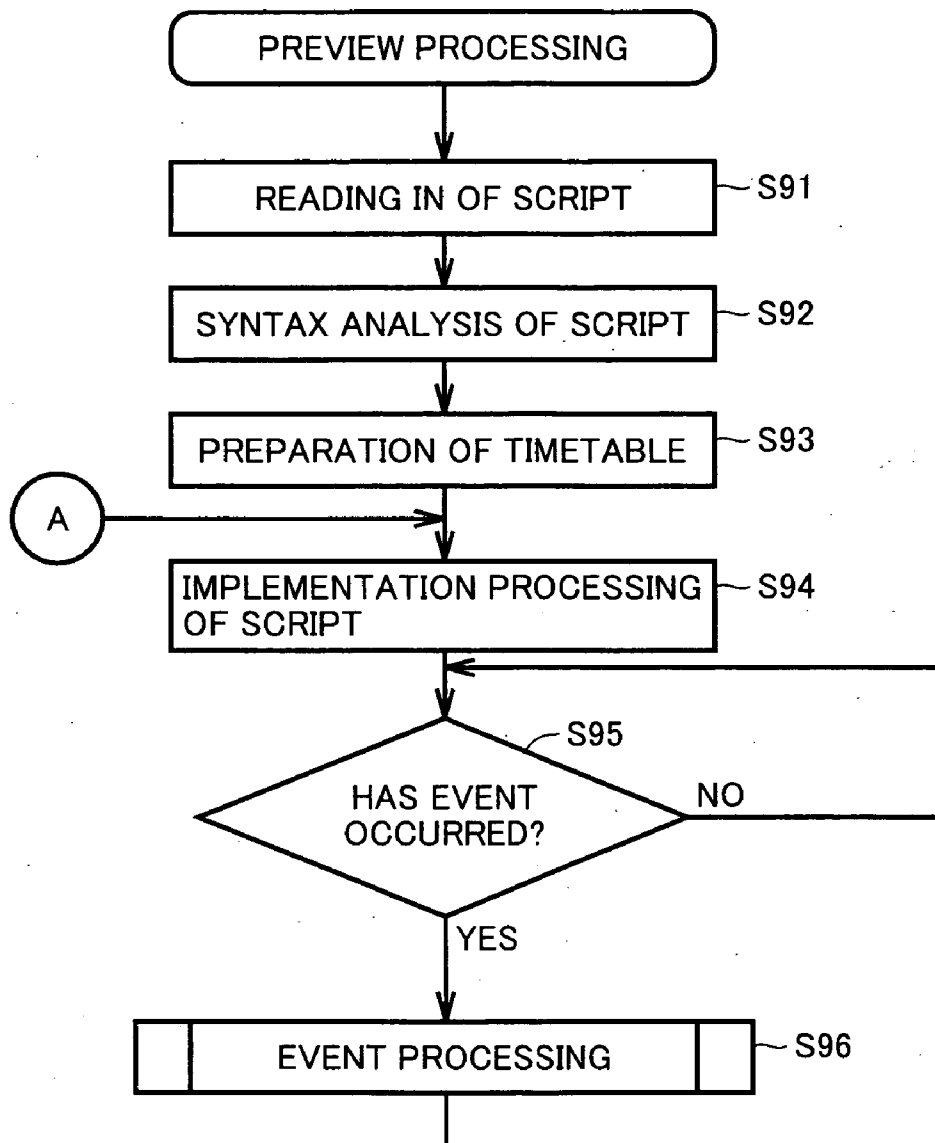 PREVIEW PROCESSING
READING IN OF SCRIPT
S91
SYNTAX ANALYSIS OF SCRIPT
S92
PREPARATION OF TIMETABLE
S93
A
IMPLEMENTATION PROCESSING
OF SCRIPT
S94
S95
HAS EVENT
OCCURRED?
NO
YES
EVENT PROCESSING
S96